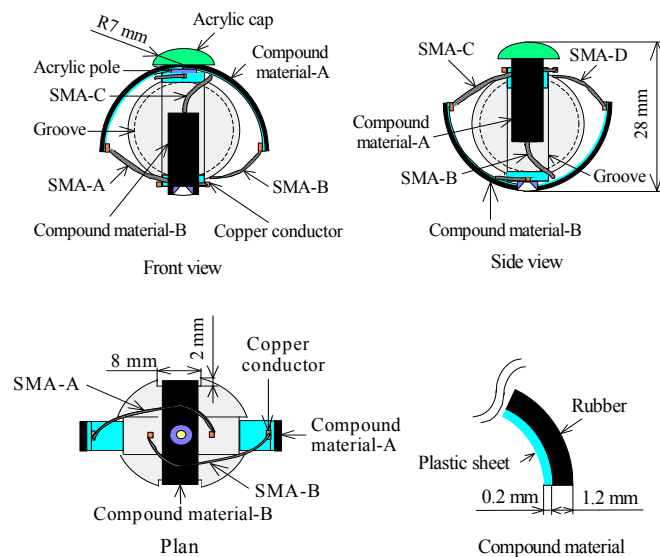 R7 mm
Acrylic cap
Acrylic pole
Compound
material-A
SMA-C
Groove
SMA-A
SMA-B
Compound material-B
Copper conductor
Front view
SMA-C
SMA-D
Compound
material-A
28 mm
SMA-B
Groove
Compound material-B
Side view
8 mm
2 mm
Copper
conductor
SMA-A
Compound
material-A
SMA-B
Compound material-B
Plan
Rubber
Plastic sheet
0.2 mm
1.2 mm
Compound material